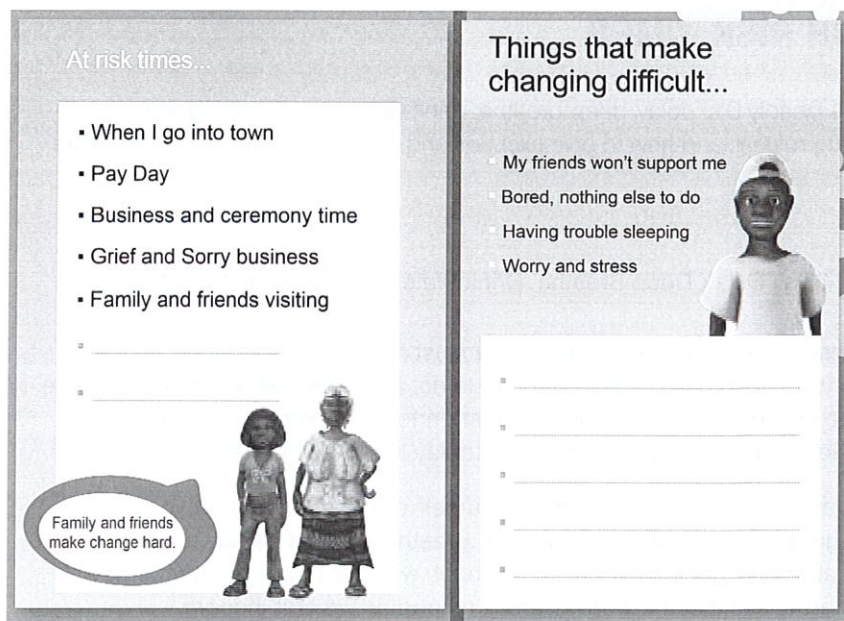 At risk times...
▪ When I go into town
▪ Pay Day
▪ Business and ceremony time
▪ Grief and Sorry business
▪ Family and friends visiting
Family and friends
make change hard.
Things that make
changing difficult...
My friends won't support me
Bored, nothing else to do
Having trouble sleeping
Worry and stress